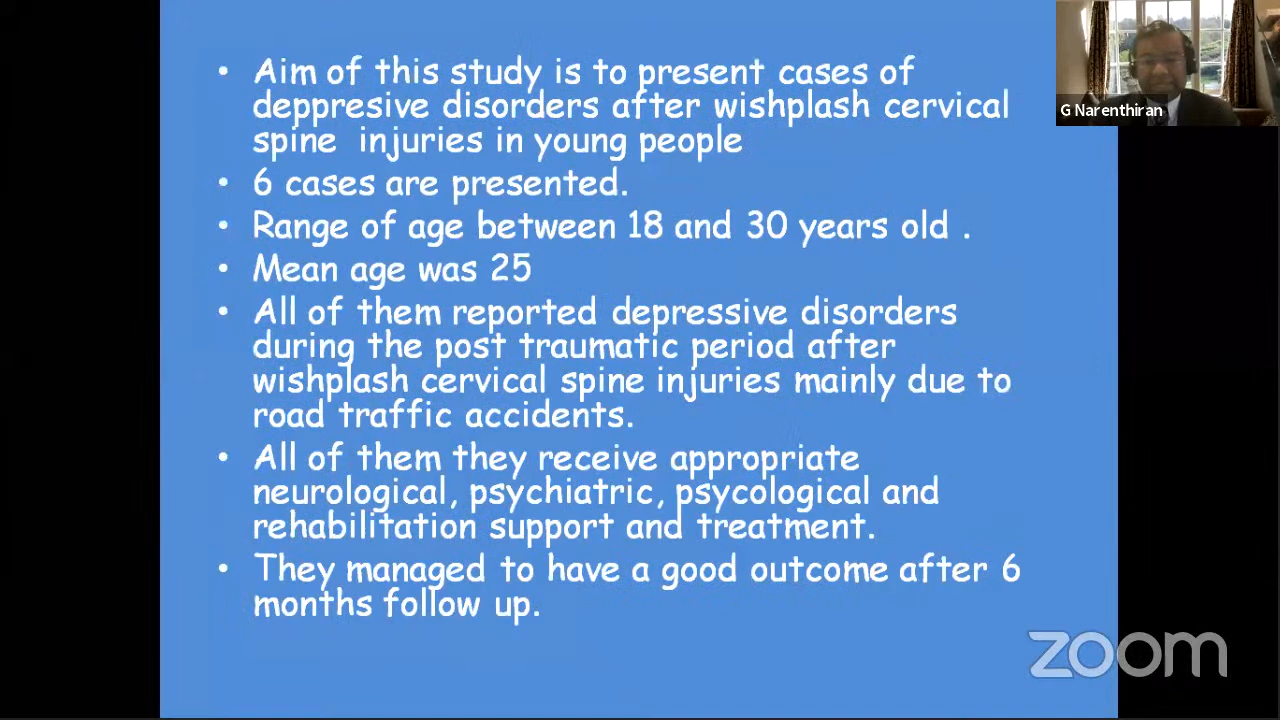 • Aim of this study is to present cases of
deppresive disorders after wishplash cervical
spine injuries in young people
• 6 cases are presented.
• Range of age between 18 and 30 years old .
• Mean age was 25
• All of them reported depressive disorders
during the post traumatic period after
wishplash cervical spine injuries mainly due to
road traffic accidents.
• All of them they receive appropriate
neurological, psychiatric, psycological and
rehabilitation support and treatment.
• They managed to have a good outcome after 6
months follow up.
G Narenthiran
zoom